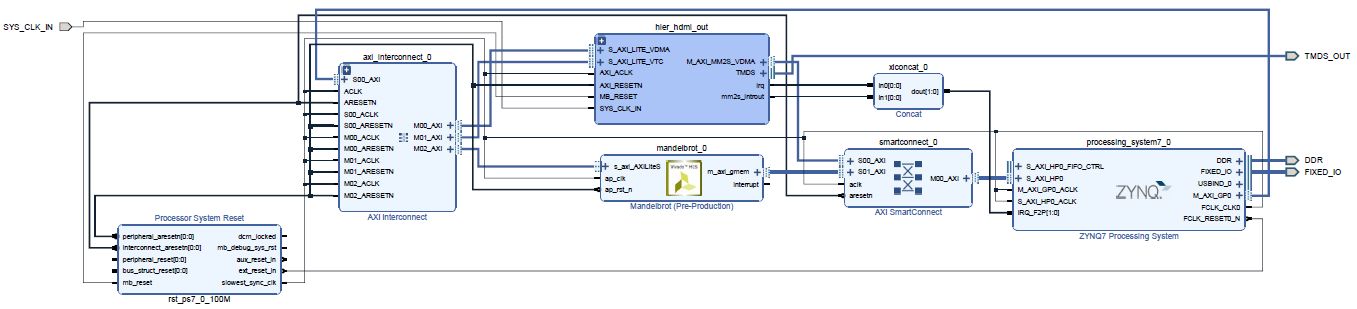 SYS_CLK_IN
axi_interconnect_0
S00_AXI
ACLK
ARESETN
S00_ACLK
S00_ARESETN
M00_ACLK
M00_ARESETN
M01_ACLK
M01_ARESETN
M02_ACLK
M02_ARESETN
M00_AXI
M01_AXI
M02_AXI
AXI Interconnect
Processor System Reset
peripheral_aresetn[0:0]
interconnect_aresetn[0:0]
peripheral_reset[0:0]
bus_struct_reset[0:0]
mb_reset
dcm_locked
mb_debug_sys_rst
aux_reset_in
ext_reset_in
slowest_sync_clk
rst_ps7_0_100M
hier_hdmi_out
S_AXI_LITE_VDMA
S_AXI_LITE_VTC
AXI_ACLK
AXI_RESETN
MB_RESET
SYS_CLK_IN
M_AXI_MM2S_VDMA
TMDS
irq
mm2s_introut
mandelbrot_0
s_axi_AXILiteS
ap_clk
ap_rst_n
Vivado™ HLS
m_axi_gmem
interrupt
Mandelbrot (Pre-Production)
xlconcat_0
In0[0:0]
In1[0:0]
dout[1:0]
Concat
smartconnect_0
S00_AXI
S01_AXI
aclk
aresetn
M00_AXI
AXI SmartConnect
processing_system7_0
S_AXI_HP0_FIFO_CTRL
S_AXI_HP0
M_AXI_GP0_ACLK
S_AXI_HP0_ACLK
IRQ_F2P[1:0]
ZYNQ
DDR
FIXED_IO
USBIND_0
M_AXI_GP0
FCLK_CLK0
FCLK_RESET0_N
ZYNQ7 Processing System
TMDS_OUT
DDR
FIXED_IO